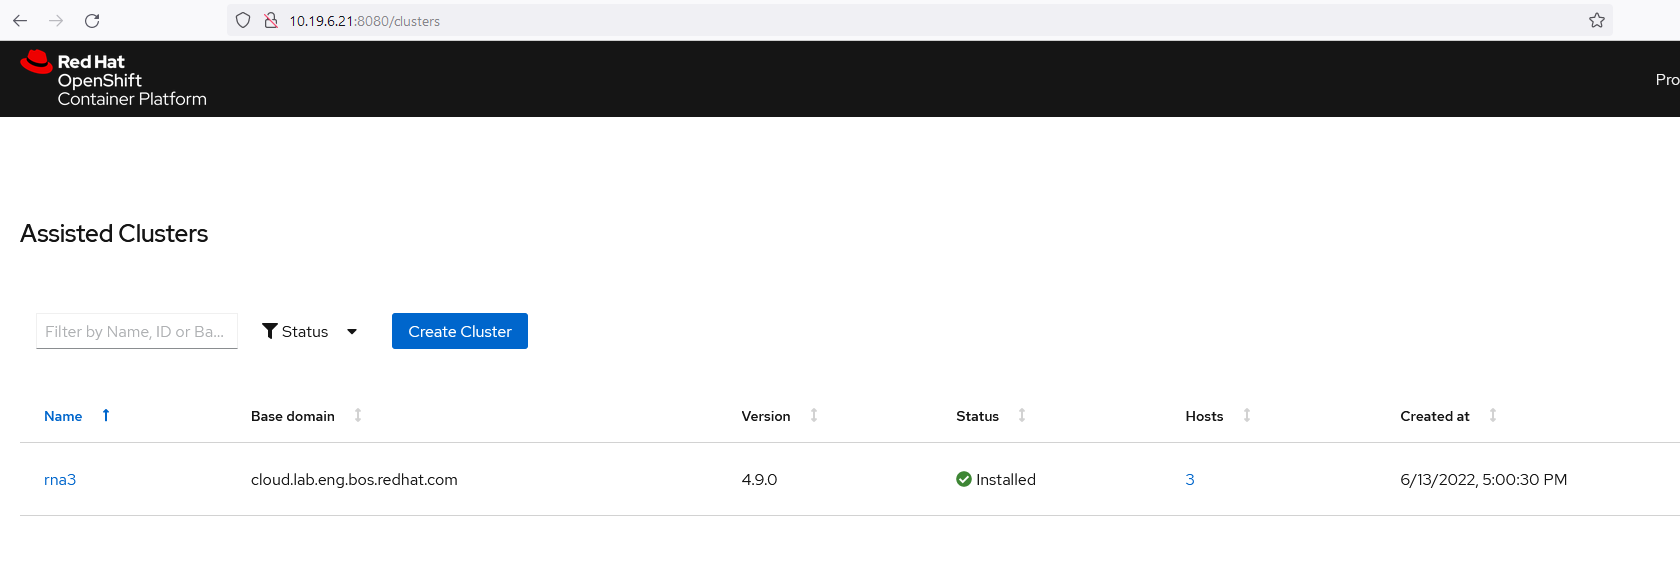 10.19.6.21:8080/clusters
Red Hat
OpenShift
Container Platform
Pro
Assisted Clusters
Filter by Name, ID or Ba... Status Create Cluster
Name Base domain Version Status Hosts Created at
rna3 cloud.lab.eng.bos.redhat.com 4.9.0 Installed 3 6/13/2022, 5:00:30 PM